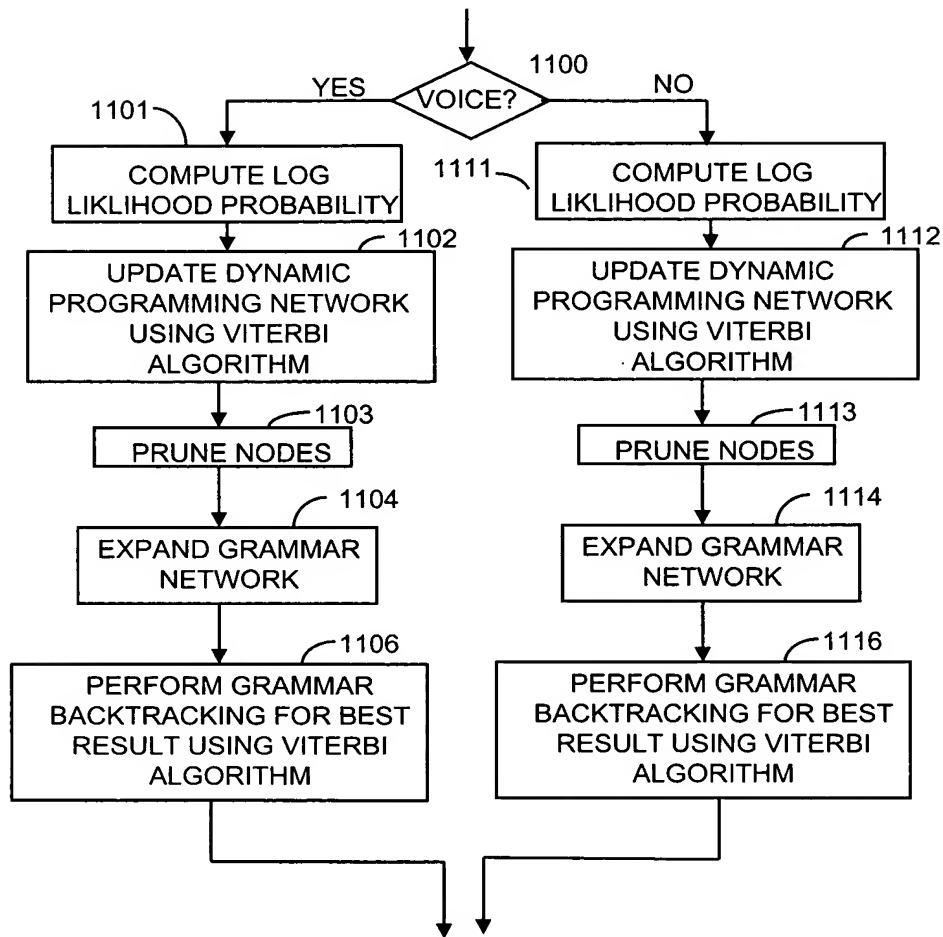 1100
VOICE?
YES
NO
1101
COMPUTE LOG
LIKLIHOOD PROBABILITY
1102
UPDATE DYNAMIC
PROGRAMMING NETWORK
USING VITERBI
ALGORITHM
1103
PRUNE NODES
1104
EXPAND GRAMMAR
NETWORK
1106
PERFORM GRAMMAR
BACKTRACKING FOR BEST
RESULT USING VITERBI
ALGORITHM
1111
COMPUTE LOG
LIKLIHOOD PROBABILITY
1112
UPDATE DYNAMIC
PROGRAMMING NETWORK
USING VITERBI
ALGORITHM
1113
PRUNE NODES
1114
EXPAND GRAMMAR
NETWORK
1116
PERFORM GRAMMAR
BACKTRACKING FOR BEST
RESULT USING VITERBI
ALGORITHM